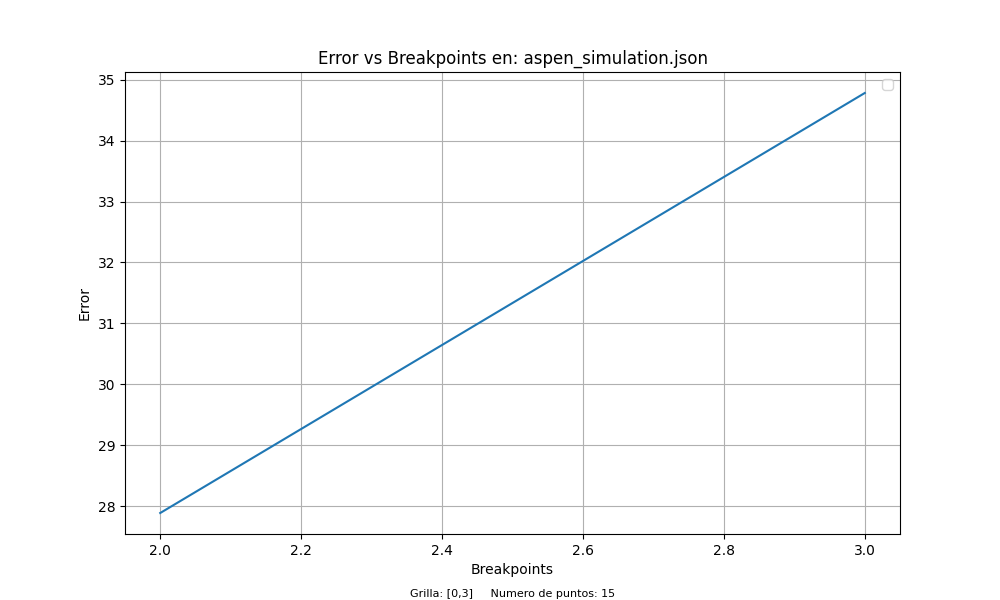 Error vs Breakpoints en: aspen_simulation.json
35
34
33
32
31
30
29
28
Error
2.0 2.2 2.4 2.6 2.8 3.0
Breakpoints
Grilla: [0,3] Numero de puntos: 15